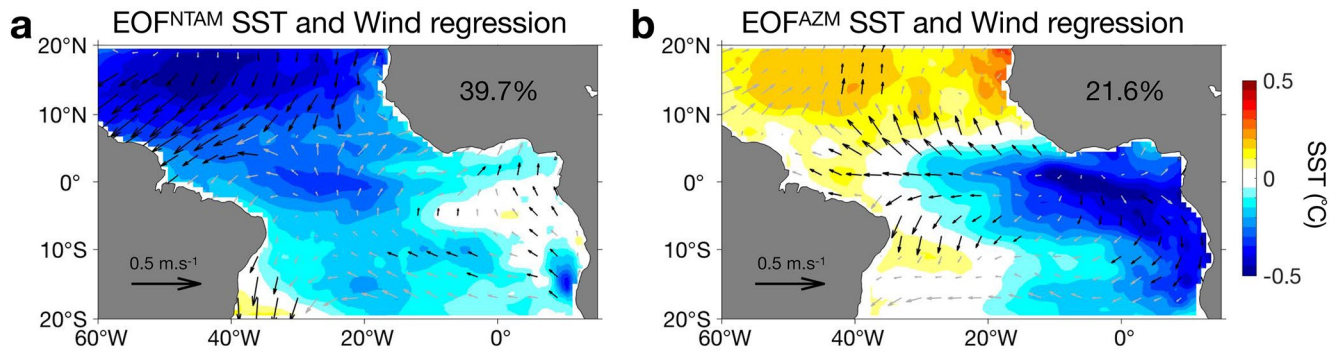 a EOFNTAM SST and Wind regression
20°N
10°N
0°
10°S
20°S
60°W 40°W 20°W 0°
39.7%
0.5 m.s-1
b EOFAZM SST and Wind regression
20°N
10°N
0°
10°S
20°S
60°W 40°W 20°W 0°
21.6%
0.5 m.s-1
0.5
0
-0.5
SST (°C)